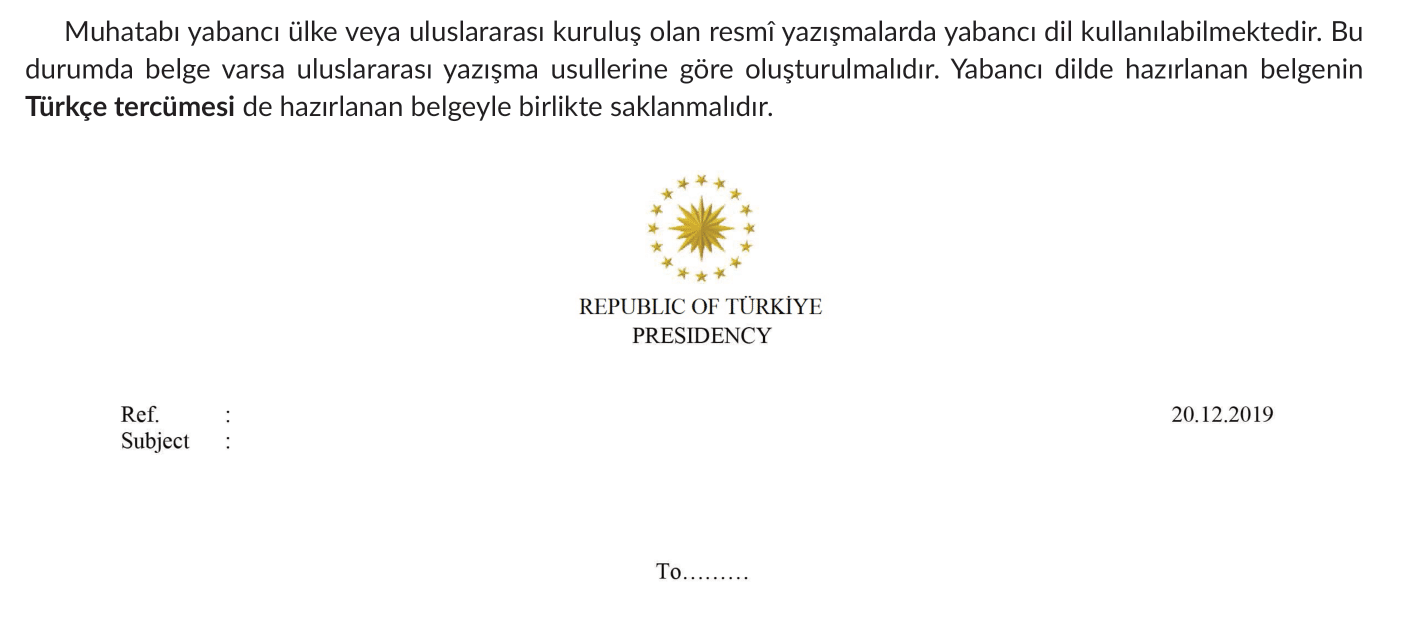 Muhatabı yabancı ülke veya uluslararası kuruluş olan resmî yazışmalarda yabancı dil kullanılabilmektedir. Bu
durumda belge varsa uluslararası yazışma usullerine göre oluşturulmalıdır. Yabancı dilde hazırlanan belgenin
Türkçe tercümesi de hazırlanan belgeyle birlikte saklanmalıdır.
REPUBLIC OF TÜRKİYE
PRESIDENCY
Ref. : 20.12.2019
Subject :
To.........